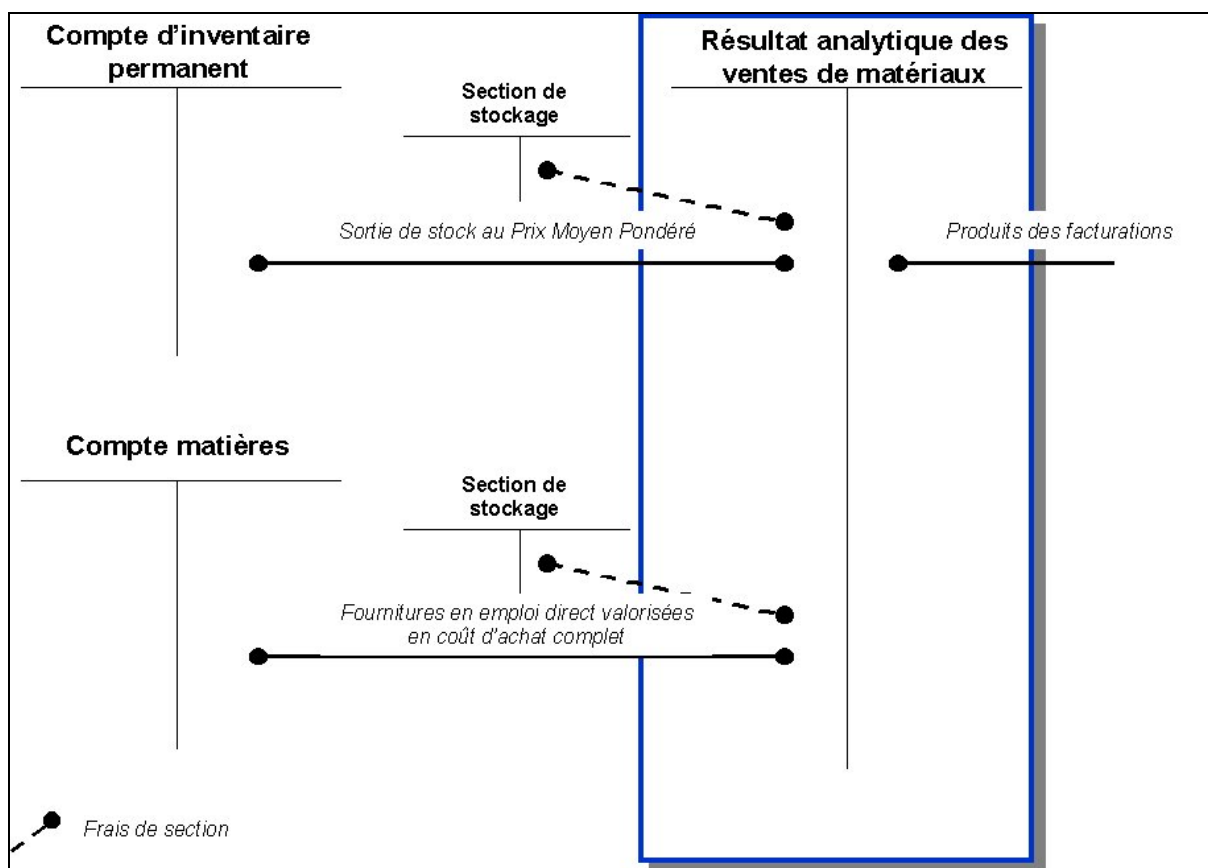 Compte d'inventaire
permanent
Résultat analytique des
ventes de matériaux
Section de
stockage
Sortie de stock au Prix Moyen Pondéré
Produits des facturations
Compte matières
Section de
stockage
Fournitures en emploi direct valorisées
en coût d'achat complet
Frais de section